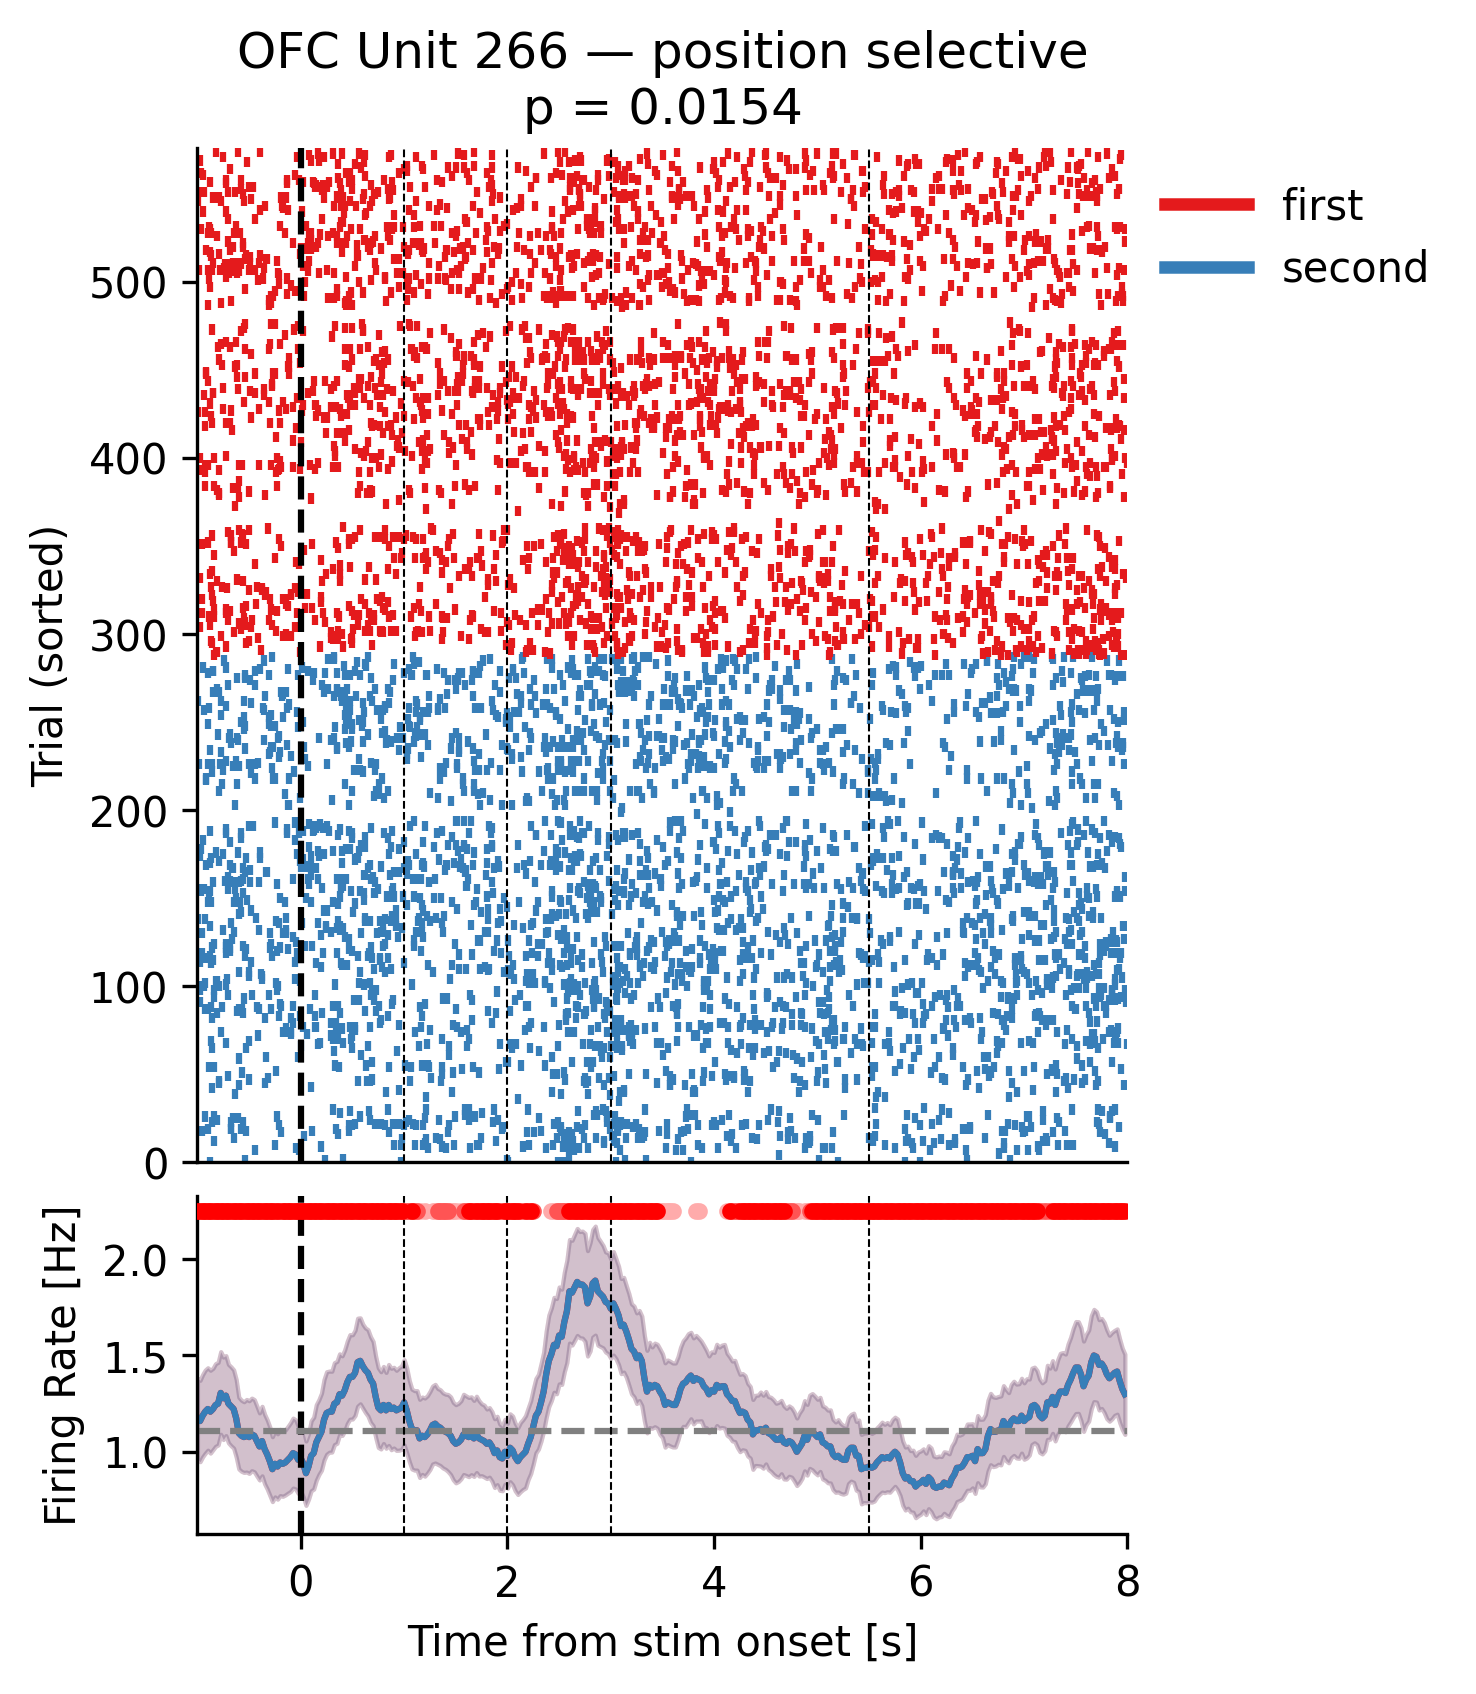 OFC Unit 266 — position selective
p = 0.0154
first
second
500
400
300
200
100
0
Trial (sorted)
2.0
1.5
1.0
Firing Rate [Hz]
0
2
4
6
8
Time from stim onset [s]